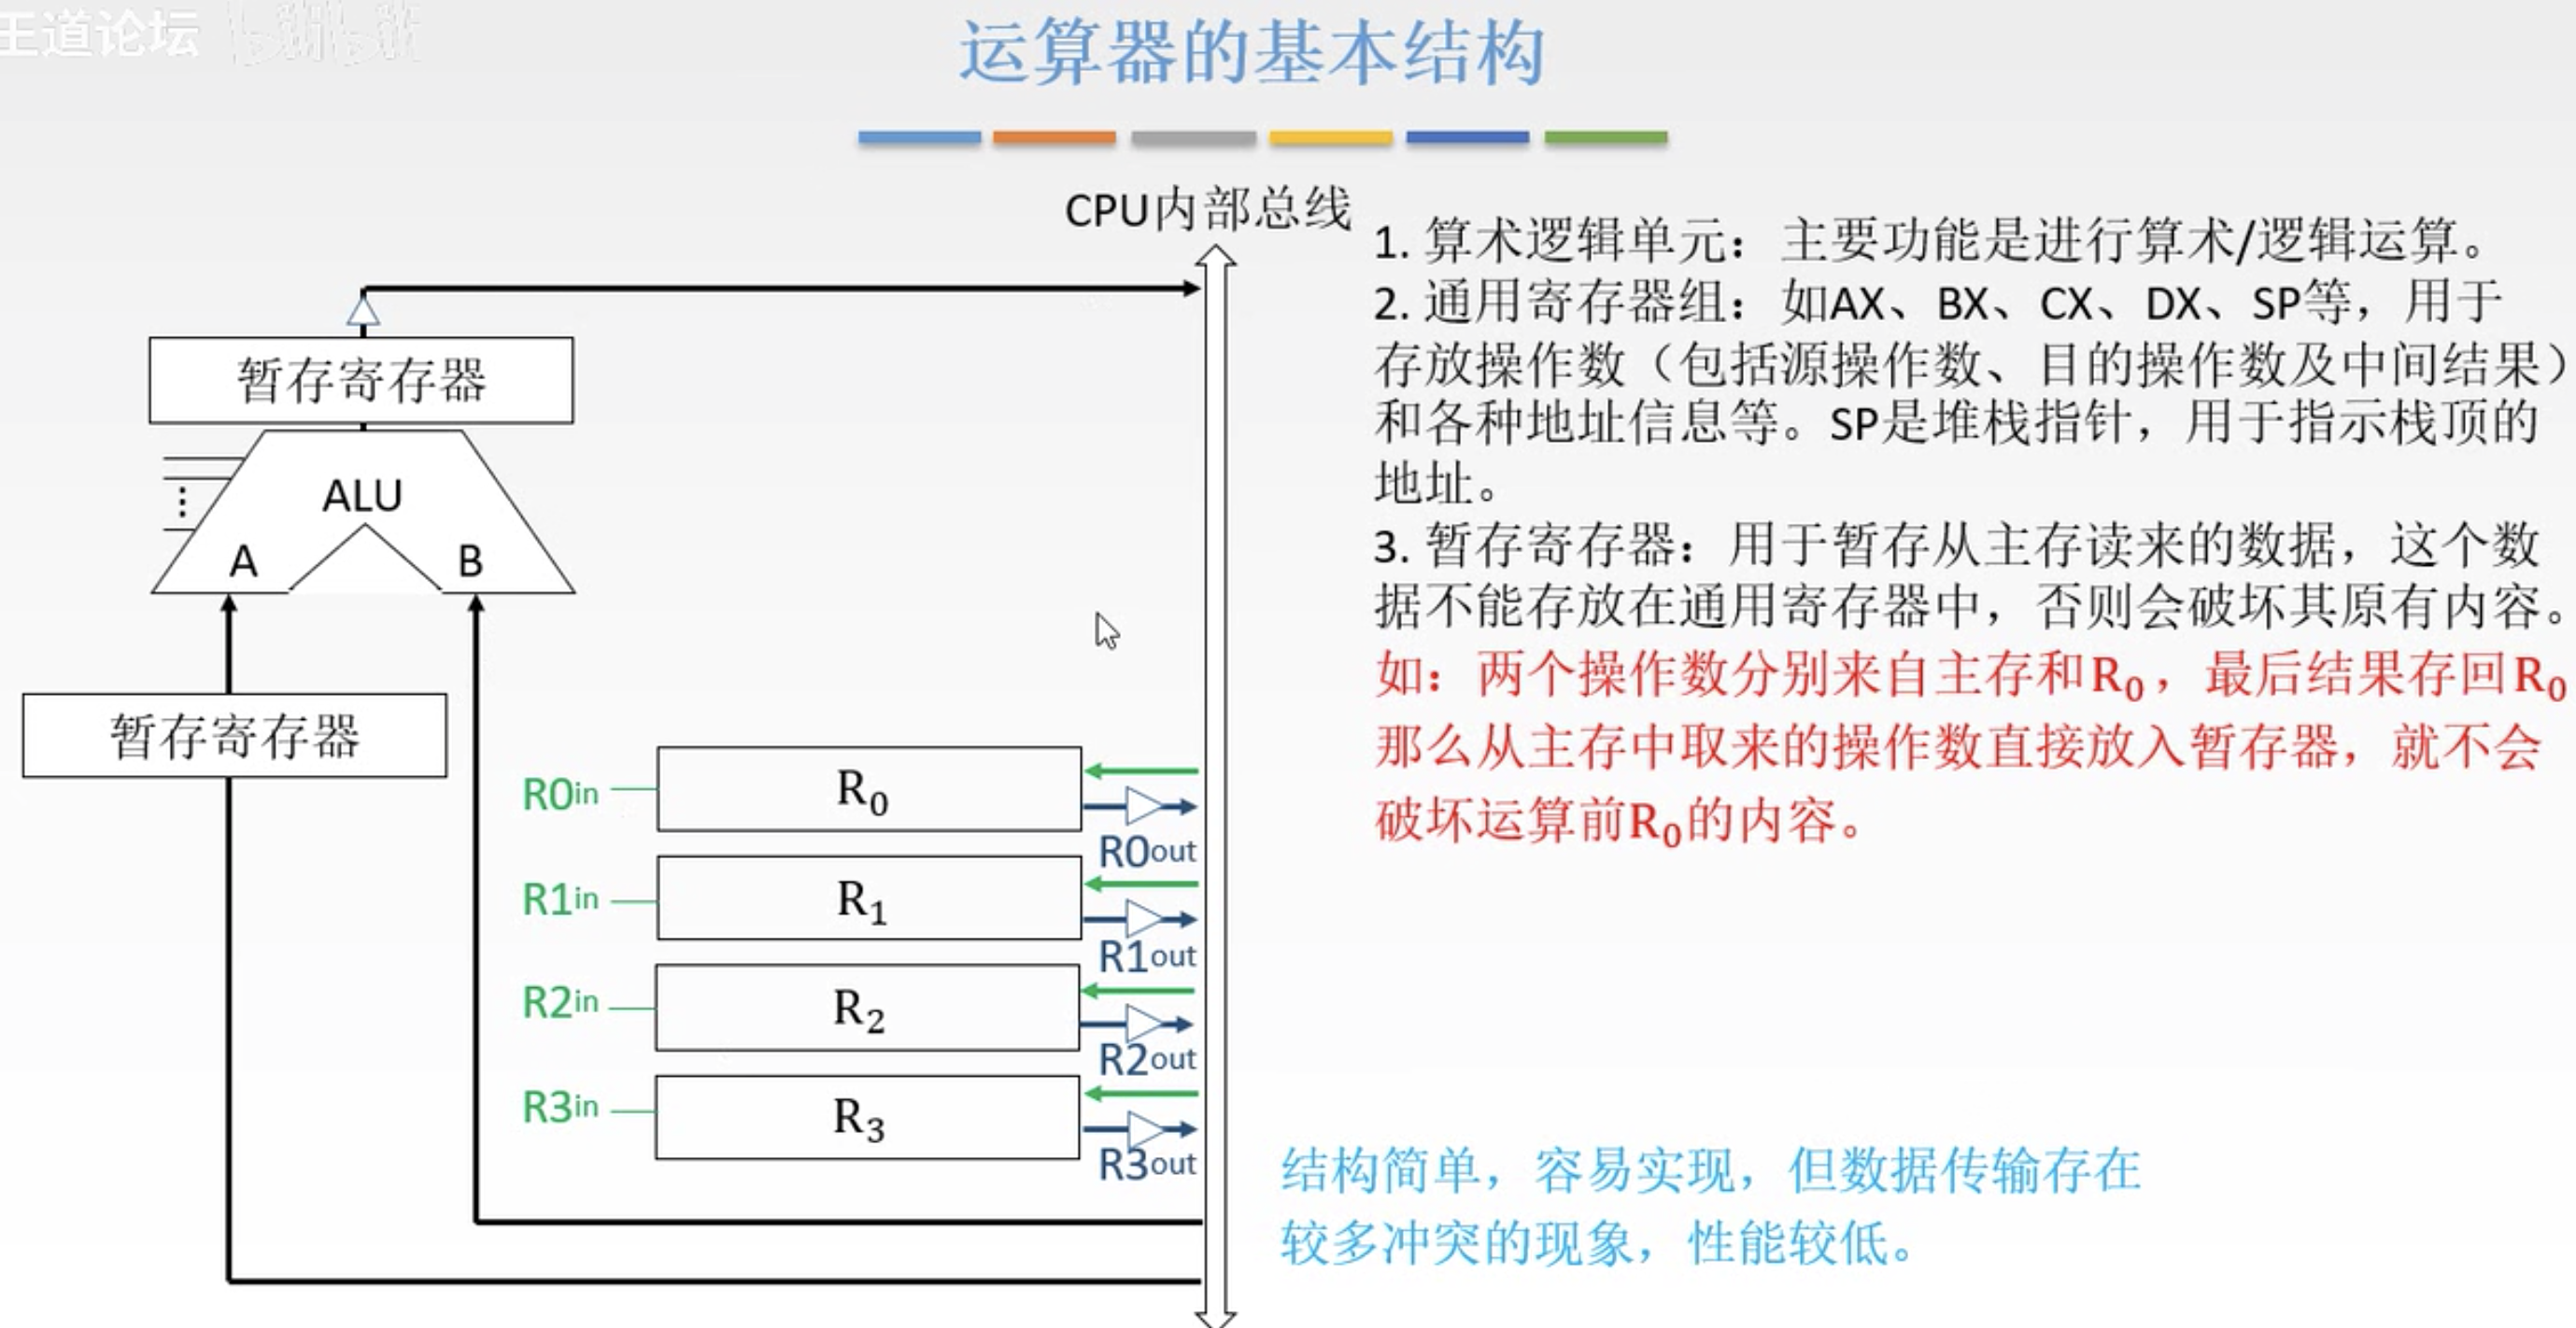 王道论坛 bilibili
运算器的基本结构
CPU内部总线
暂存寄存器
ALU
A
B
暂存寄存器
R0in
R₀
R0out
R1in
R₁
R1out
R2in
R₂
R2out
R3in
R₃
R3out
1. 算术逻辑单元：主要功能是进行算术/逻辑运算。
2. 通用寄存器组：如AX、BX、CX、DX、SP等，用于
存放操作数（包括源操作数、目的操作数及中间结果）
和各种地址信息等。SP是堆栈指针，用于指示栈顶的
地址。
3. 暂存寄存器：用于暂存从主存读来的数据，这个数
据不能存放在通用寄存器中，否则会破坏其原有内容。
如：两个操作数分别来自主存和R₀，最后结果存回R₀
那么从主存中取来的操作数直接放入暂存器，就不会
破坏运算前R₀的内容。
结构简单，容易实现，但数据传输存在
较多冲突的现象，性能较低。